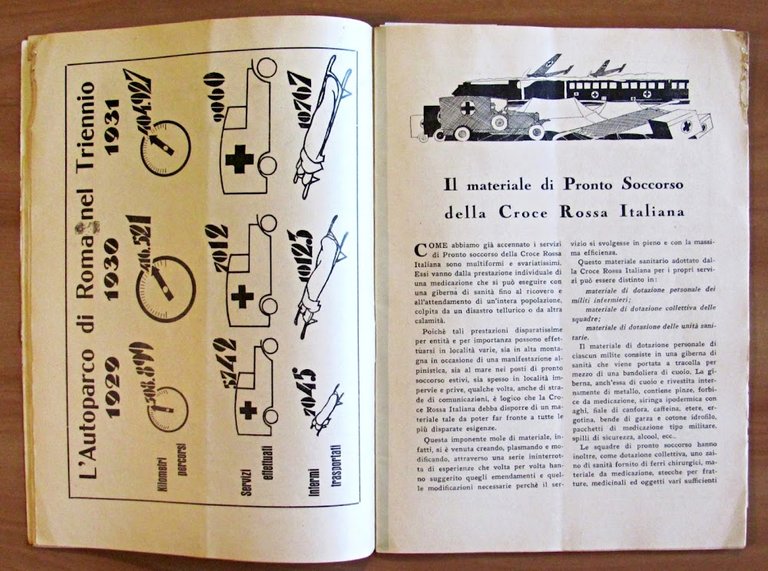 L'Autoparco di Roma nel Triennio
1929 1930 1931
Kilometri
percorsi
308.899
Servizi
effettuati
5742 7012 9960
Infermi
trasportati
7045 10123 10767
Il materiale di Pronto Soccorso
della Croce Rossa Italiana
COME abbiamo già accennato i servizi
di Pronto soccorso della Croce Rossa
Italiana sono multiformi e svariatissimi.
Essi vanno dalla prestazione individuale di
una medicazione che si può eseguire con
una giberna di sanità fino al ricovero e
all'attendamento di un'intera popolazione,
colpita da un disastro tellurico o da altra
calamità.
Poichè tali prestazioni disparatissime
per entità e per importanza possono effet-
tuarsi in località varie, sia in alta monta-
gna in occasione di una manifestazione al-
pinistica, sia al mare nei posti di pronto
soccorso estivi, sia spesso in località im-
pervie e prive, qualche volta, anche di stra-
de di comunicazioni, è logico che la Cro-
ce Rossa Italiana debba disporre di un ma-
teriale tale da poter far fronte a tutte le
più disparate esigenze.
Questa imponente mole di materiale, in-
fatti, si è venuta creando, plasmando e mo-
dificando, attraverso una serie ininterrot-
ta di esperienze che volta per volta han-
no suggerito quegli emendamenti e quel-
le modificazioni necessarie perchè il ser-
vizio si svolgesse in pieno e con la massi-
ma efficienza.
Questo materiale sanitario adottato dal-
la Croce Rossa Italiana per i propri servi-
zi può essere distinto in:
materiale di dotazione personale dei
militi infermieri;
materiale di dotazione collettiva delle
squadre;
materiale di dotazione delle unità sani-
tarie.
Il materiale di dotazione personale di
ciascun milite consiste in una giberna di
sanità che viene portata a tracolla per
mezzo di una bandoliera di cuoio. La gi-
berna, anch'essa di cuoio e rivestita inter-
namente di metallo, contiene pinze, forbi-
ce da medicazione, siringa ipodermica con
aghi, fiale di canfora, caffeina, etere, er-
gotina, bende di garza e cotone idrofilo,
pacchetti di medicazione tipo militare,
spilli di sicurezza, alcool, ecc..
Le squadre di pronto soccorso hanno
inoltre, come dotazione collettiva, uno zai-
no di sanità fornito di ferri chirurgici, ma-
teriale da medicazione, stecche per frat-
ture, medicinali ed oggetti vari sufficienti